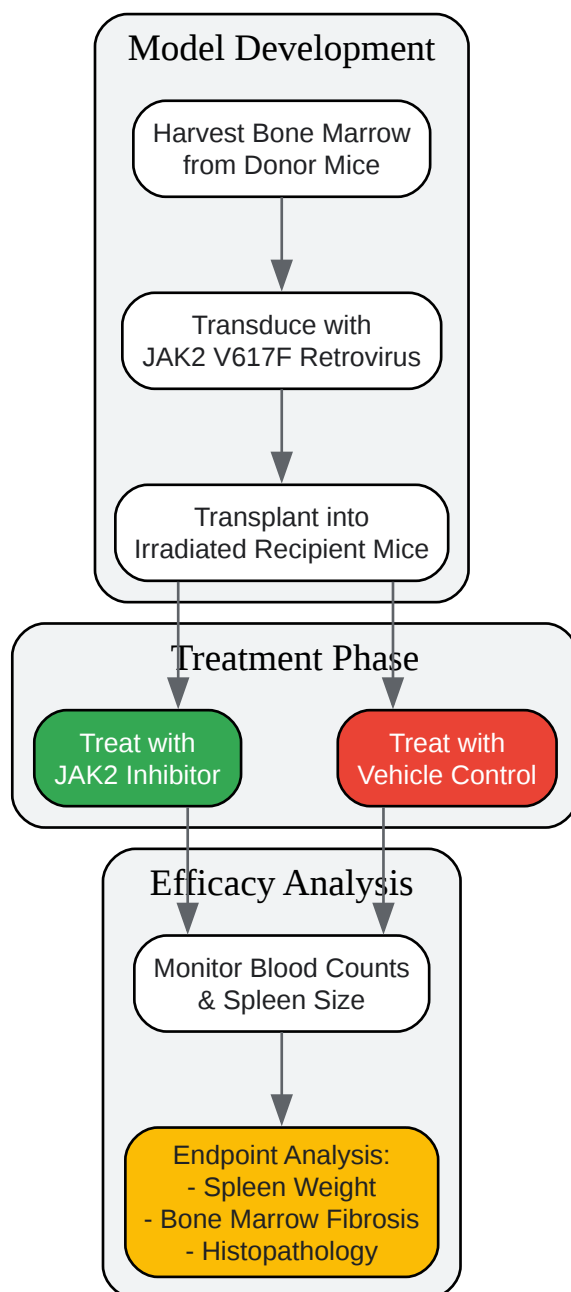 Model Development
Harvest Bone Marrow
from Donor Mice
Transduce with
JAK2 V617F Retrovirus
Transplant into
Irradiated Recipient Mice
Treatment Phase
Treat with
JAK2 Inhibitor
Treat with
Vehicle Control
Efficacy Analysis
Monitor Blood Counts
& Spleen Size
Endpoint Analysis:
- Spleen Weight
- Bone Marrow Fibrosis
- Histopathology